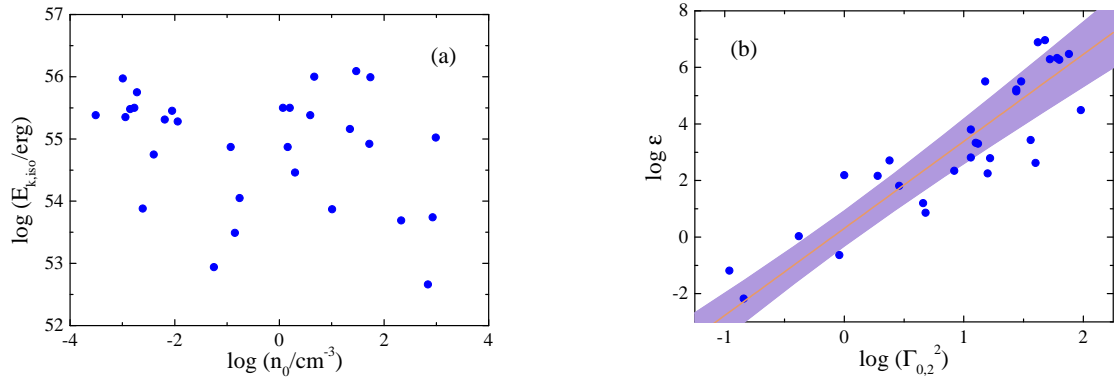 57
56
55
54
53
52
log (E_k,iso/erg)
(a)
-4 -2 0 2 4
log (n_0/cm^-3)
8
6
4
2
0
-2
log ε
(b)
-1 0 1 2
log (Γ_0,2^2)